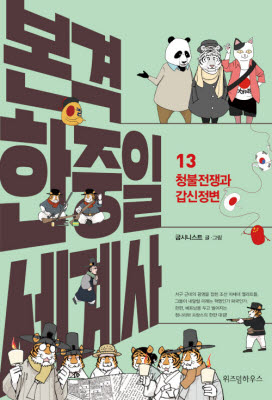 본격
한중일
세계사
13
청불전쟁과
갑신정변
굽시니스트 글·그림
위즈덤하우스